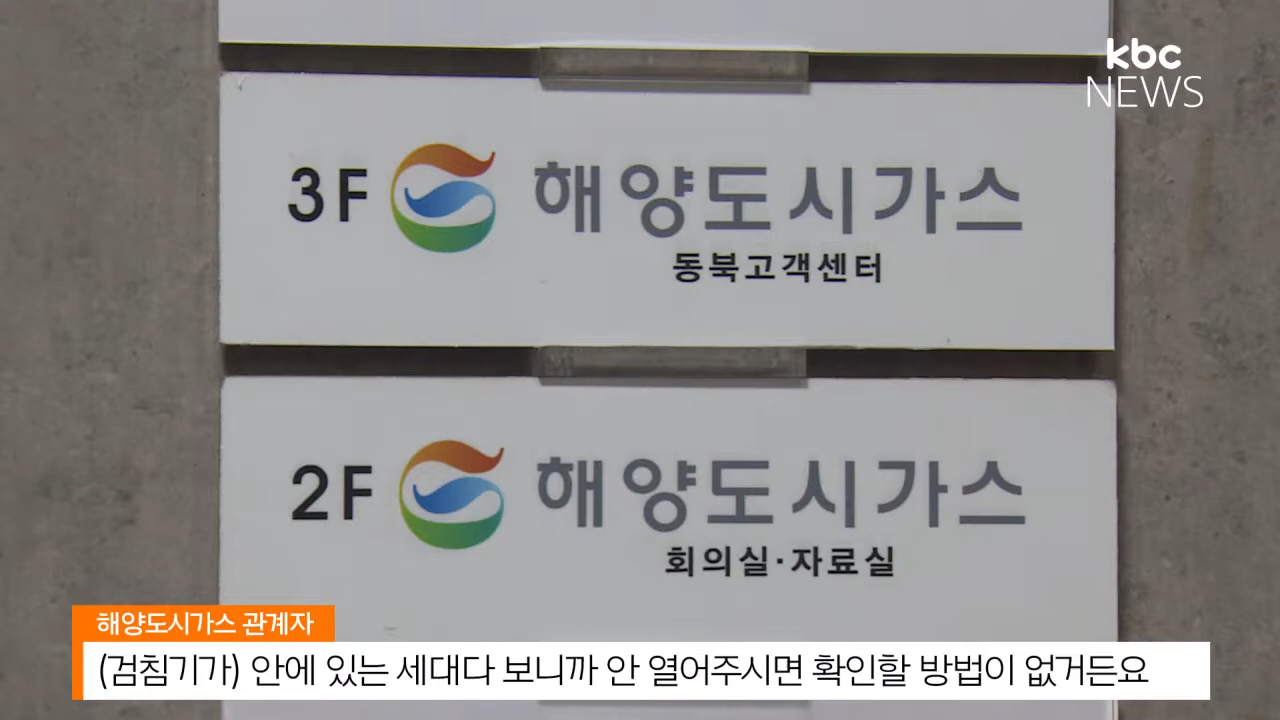 kbc
NEWS
3F 해양도시가스
동북고객센터
2F 해양도시가스
회의실·자료실
해양도시가스 관계자
(검침기가) 안에 있는 세대다 보니까 안 열어주시면 확인할 방법이 없거든요